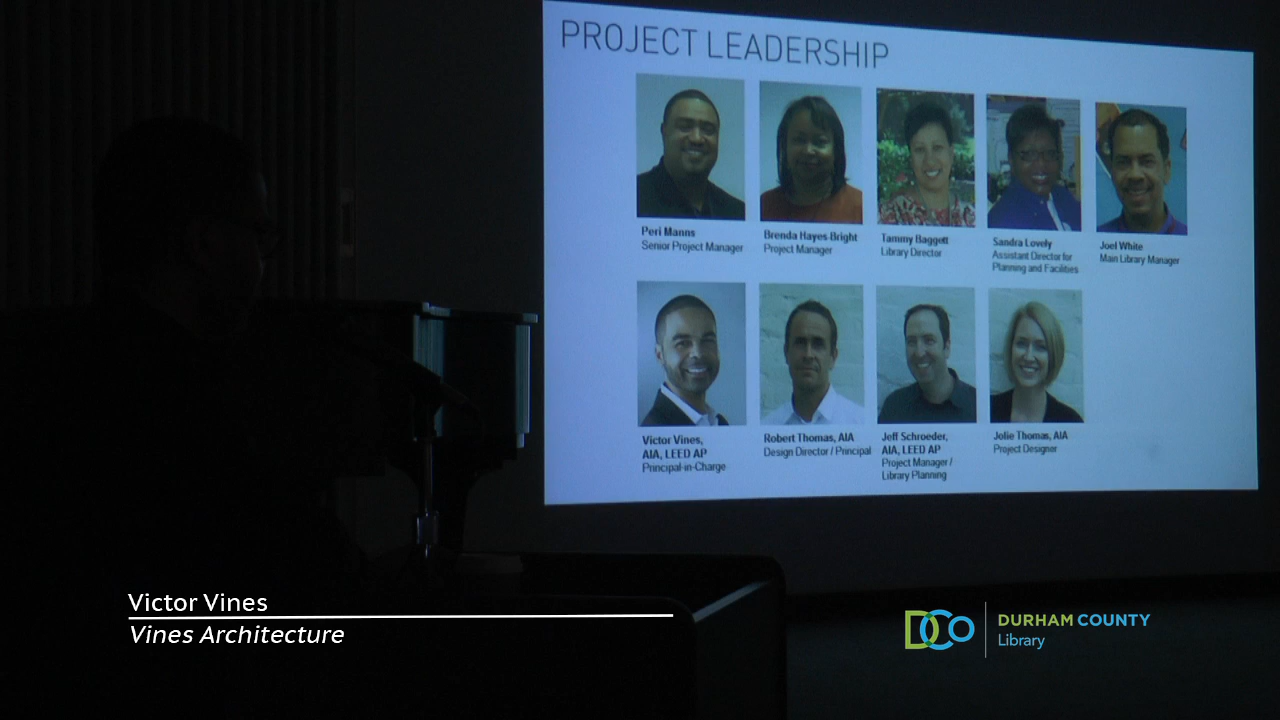 PROJECT LEADERSHIP
Peri Manns
Senior Project Manager
Brenda Hayes-Bright
Project Manager
Tammy Baggett
Library Director
Sandra Lovely
Assistant Director for
Planning and Facilities
Joel White
Main Library Manager
Victor Vines,
AIA, LEED AP
Principal-in-Charge
Robert Thomas, AIA
Design Director / Principal
Jeff Schroeder,
AIA, LEED AP
Project Manager /
Library Planning
Jolie Thomas, AIA
Project Designer
Victor Vines
Vines Architecture
DCo
DURHAM COUNTY
Library